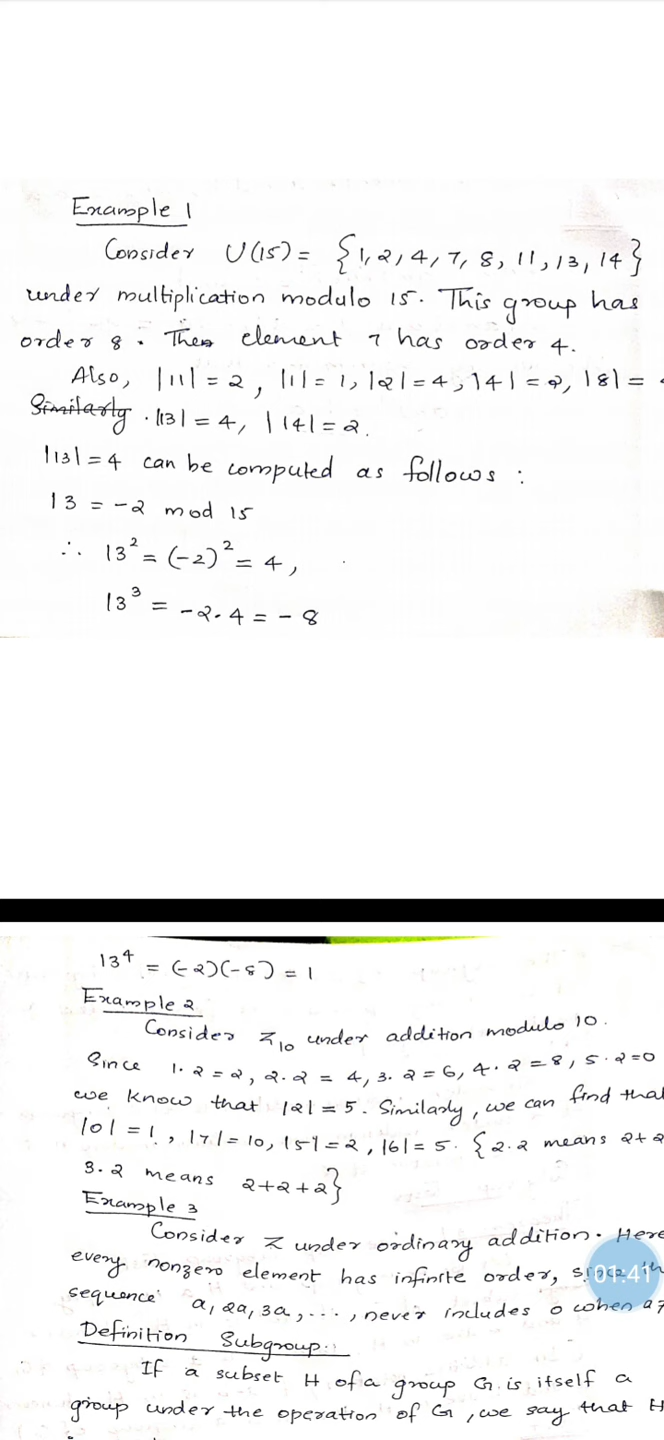 Example 1
Consider U(15) = {1, 2, 4, 7, 8, 11, 13, 14}
under multiplication modulo 15. This group has
order 8. The element 7 has order 4.
Also, |11| = 2, |1| = 1, |2| = 4, |4| = 2, |8| =
Similarly . |13| = 4, |14| = 2.
|13| = 4 can be computed as follows :
13 = -2 mod 15
∴ 13² = (-2)² = 4,
13³ = -2.4 = -8
13⁴ = (-2)(-8) = 1
Example 2
Consider Z₁₀ under addition modulo 10.
Since 1.2 = 2, 2.2 = 4, 3.2 = 6, 4.2 = 8, 5.2 = 0
we know that |2| = 5. Similarly, we can find that
|0| = 1, |7| = 10, |5| = 2, |6| = 5. {2.2 means 2+2
3.2 means 2+2+2}
Example 3
Consider Z under ordinary addition. Here
every nonzero element has infinite order,
01:41
sequence a, 2a, 3a, ..., never includes 0 when a
Definition Subgroup.
If a subset H of a group G is itself a
group under the operation of G, we say that H